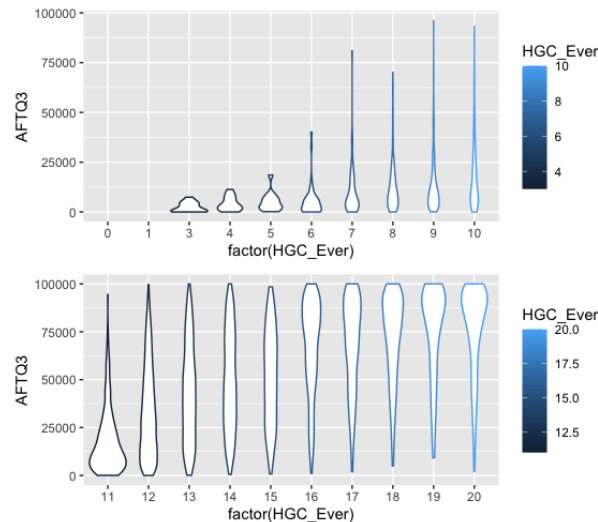 100000
75000
50000
25000
0
AFTQ3
0 1 3 4 5 6 7 8 9 10
factor(HGC_Ever)
HGC_Ever
10
8
6
4
100000
75000
50000
25000
0
AFTQ3
11 12 13 14 15 16 17 18 19 20
factor(HGC_Ever)
HGC_Ever
20.0
17.5
15.0
12.5